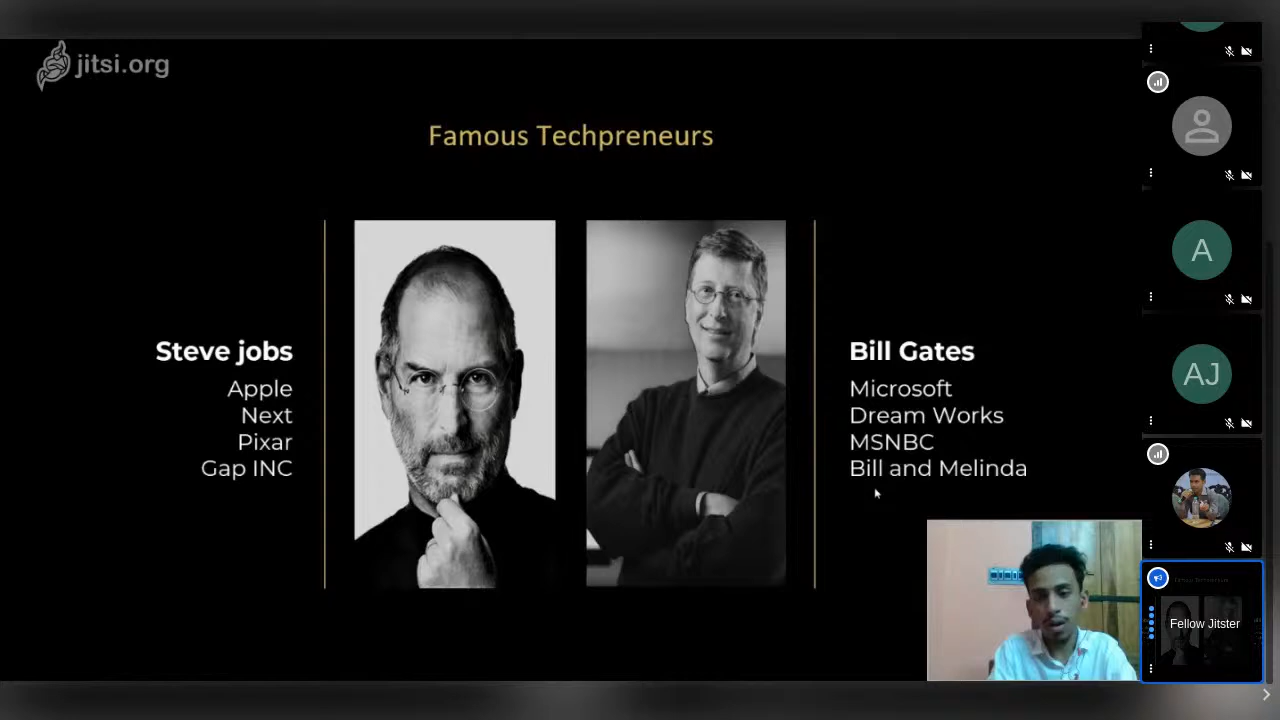 jitsi.org
Famous Techpreneurs
Steve jobs
Apple
Next
Pixar
Gap INC
Bill Gates
Microsoft
Dream Works
MSNBC
Bill and Melinda
A
AJ
Fellow Jitster